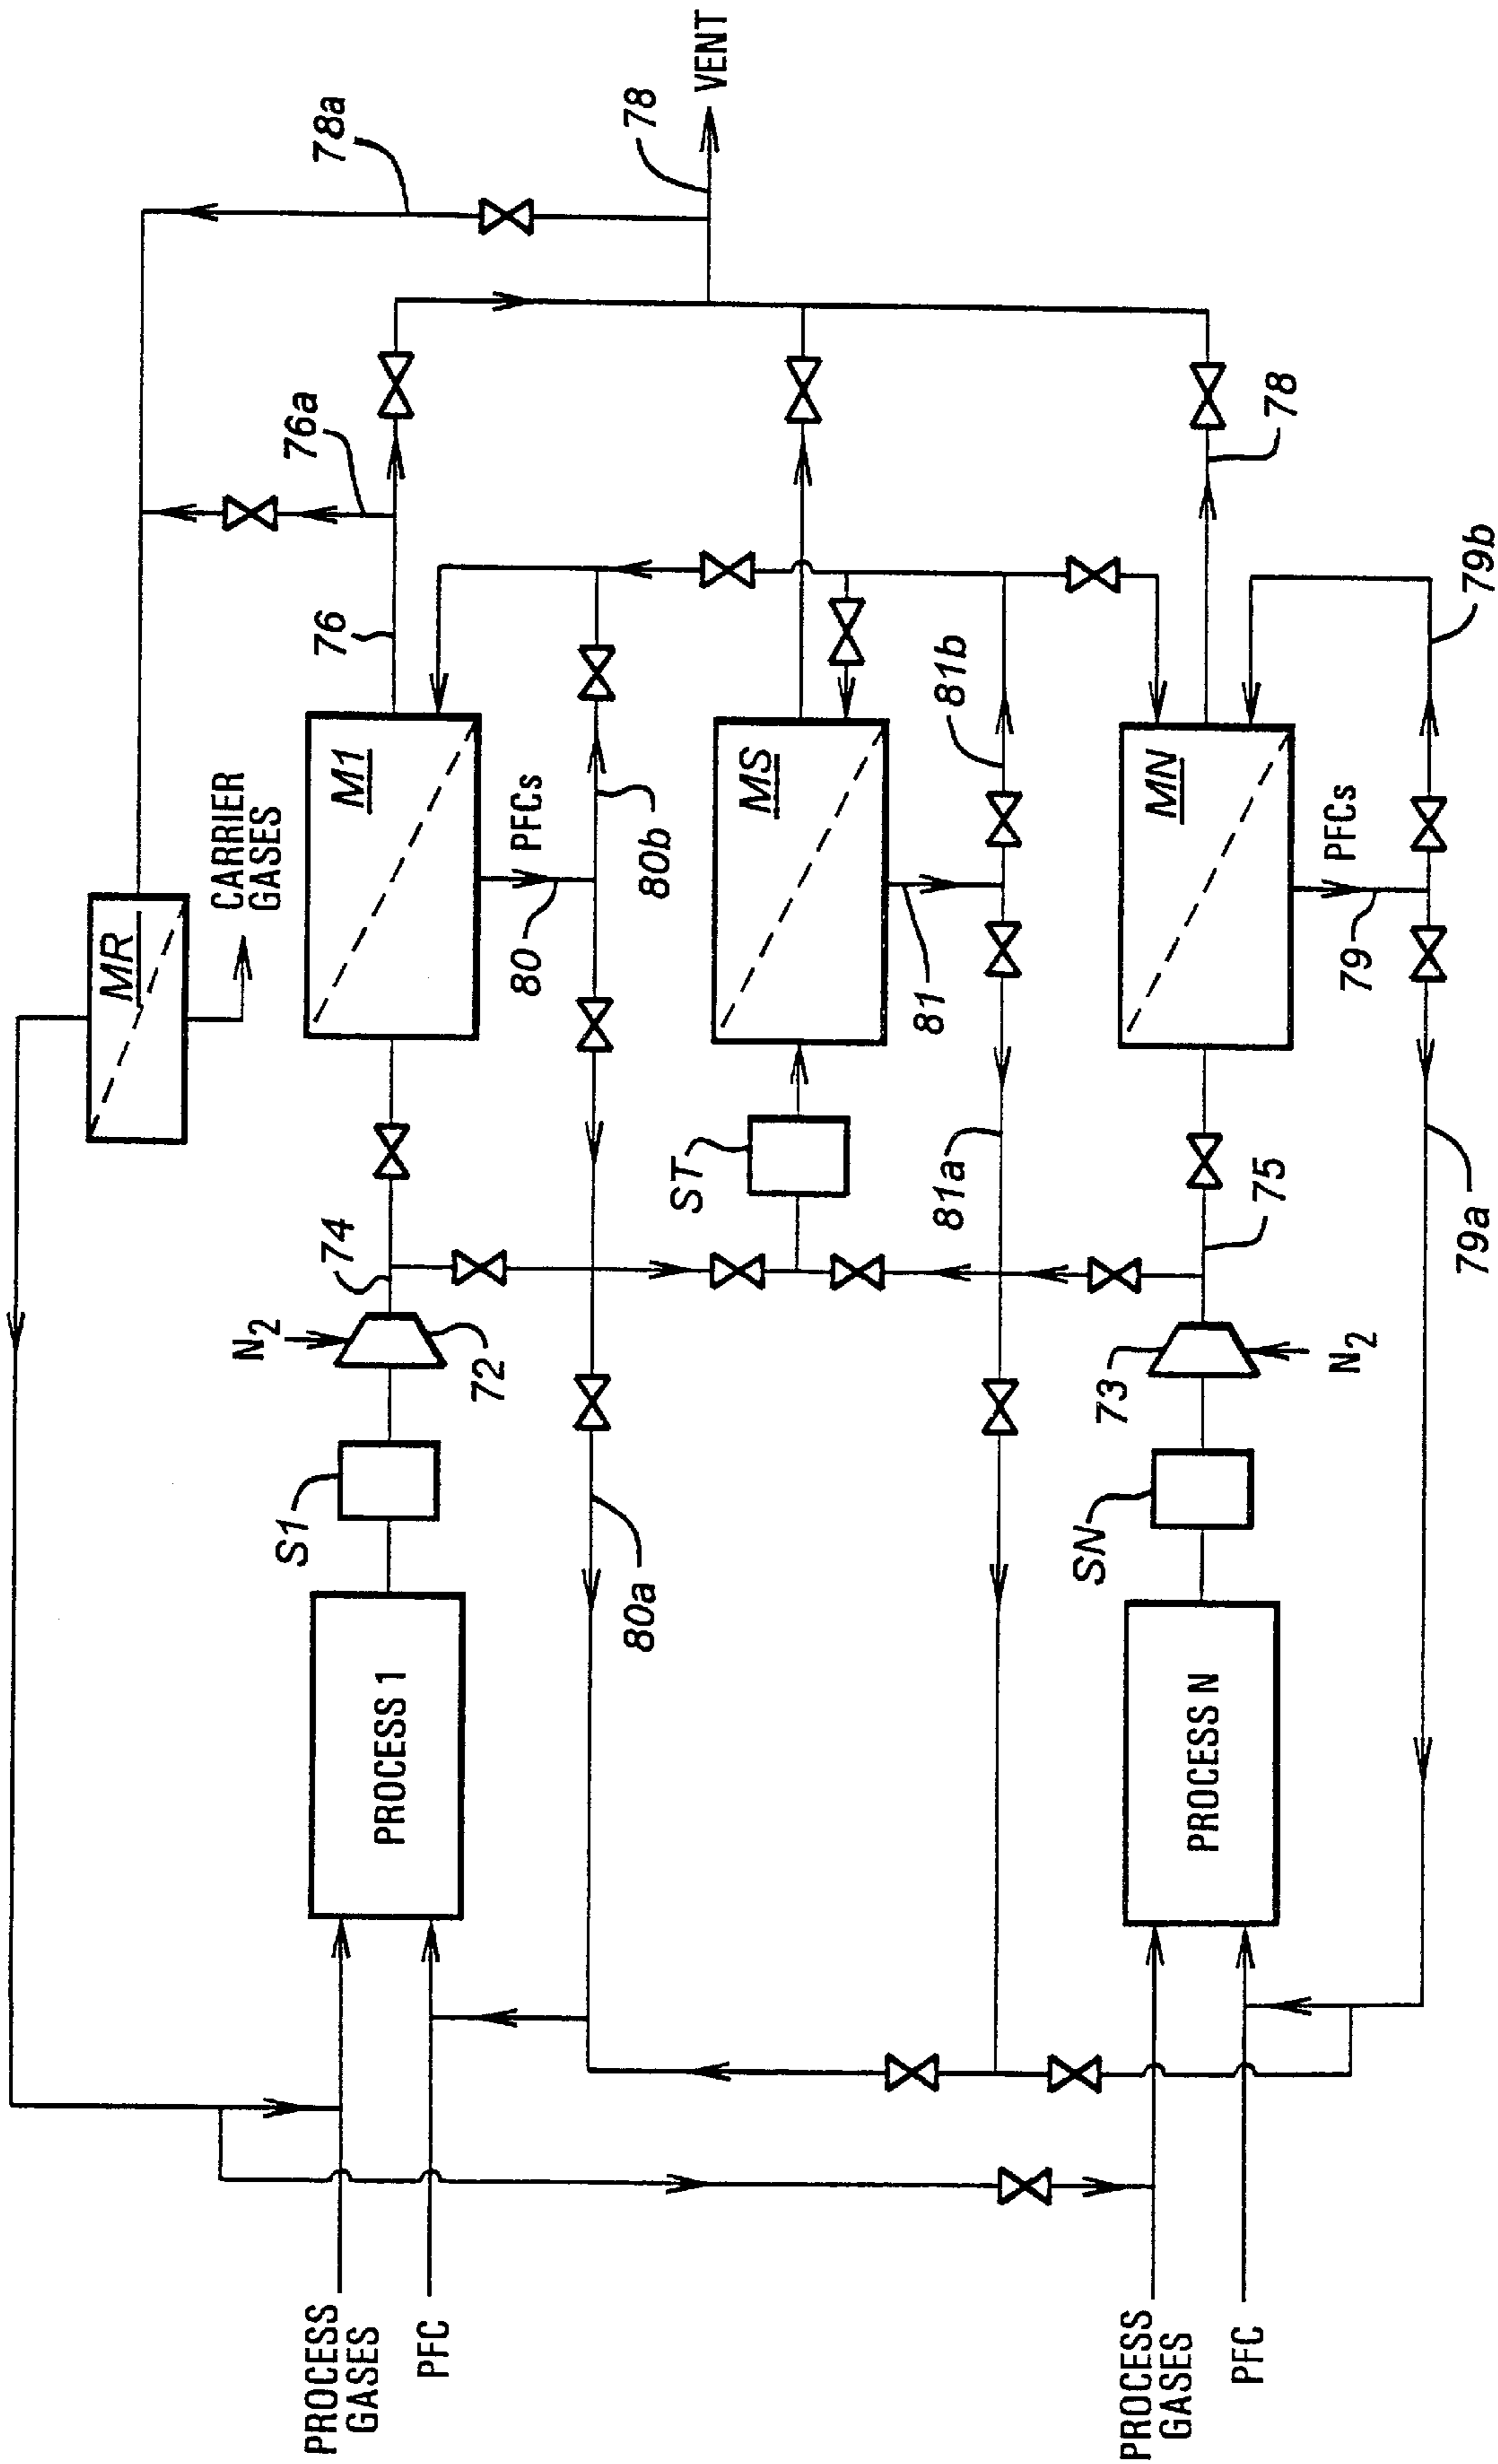 VENT
78
78a
76a
76
78
79b
M1
PFCs
80
80b
MS
81
81b
MN
PFCs
79
79a
MR
CARRIER
GASES
74
N2
72
S1
ST
81a
75
73
N2
SN
80a
PROCESS 1
PROCESS N
PROCESS
GASES
PFC
PROCESS
GASES
PFC